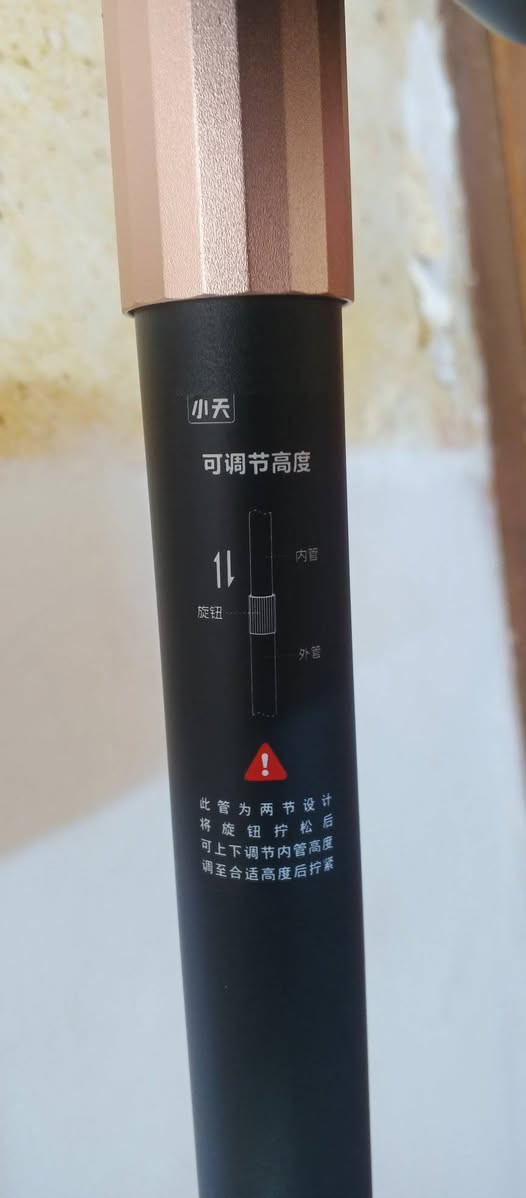 小天
可调节高度
内管
旋钮
外管
此管为两节设计
将旋钮拧松后
可上下调节内管高度
调至合适高度后拧紧